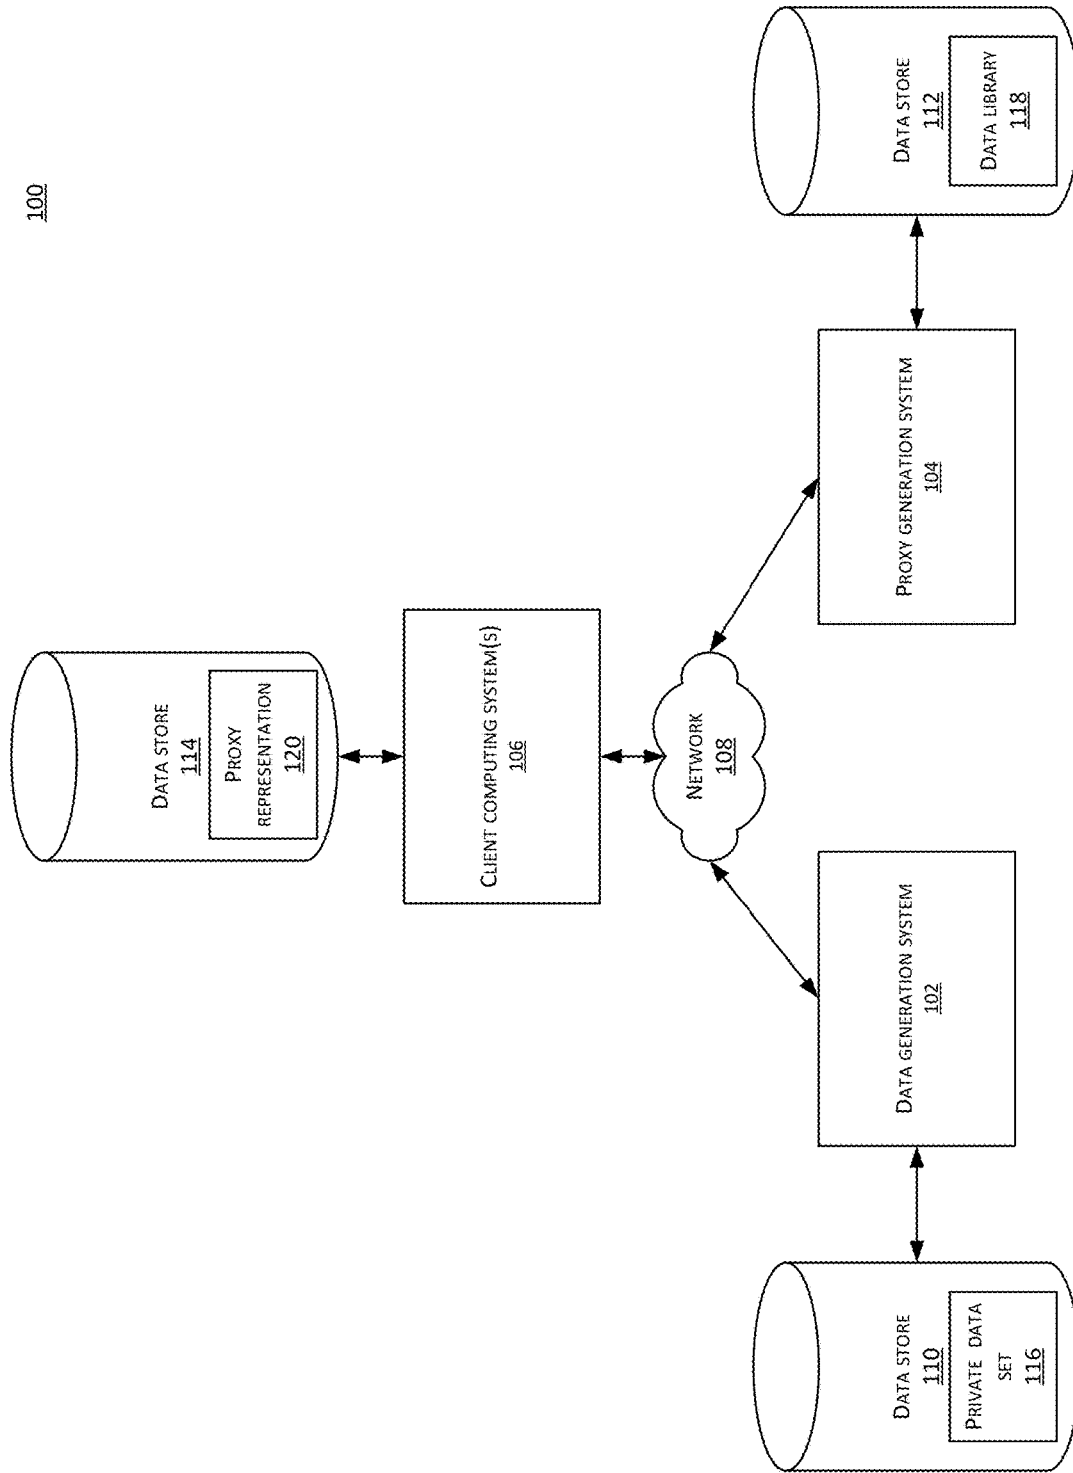 100
DATA STORE
114
PROXY
REPRESENTATION
120
CLIENT COMPUTING SYSTEM(S)
106
NETWORK
108
DATA STORE
110
PRIVATE DATA
SET
116
DATA GENERATION SYSTEM
102
PROXY GENERATION SYSTEM
104
DATA STORE
112
DATA LIBRARY
118